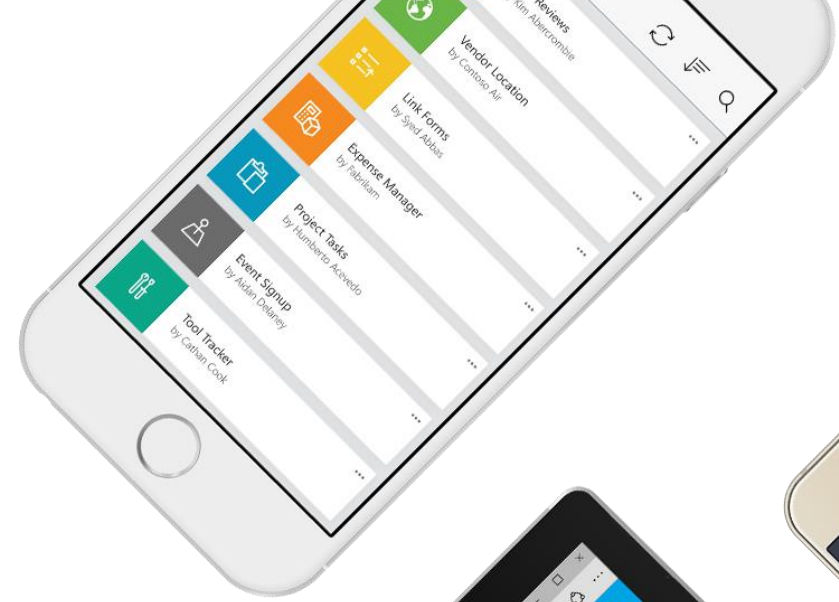 Reviews
Kim Abercrombie
Vendor Location
by Contoso Air
Link Forms
by Syed Abbas
Expense Manager
by Fabrikam
Project Tasks
by Humberto Acevedo
Event Signup
by Aidan Delaney
Tool Tracker
by Cathan Cook